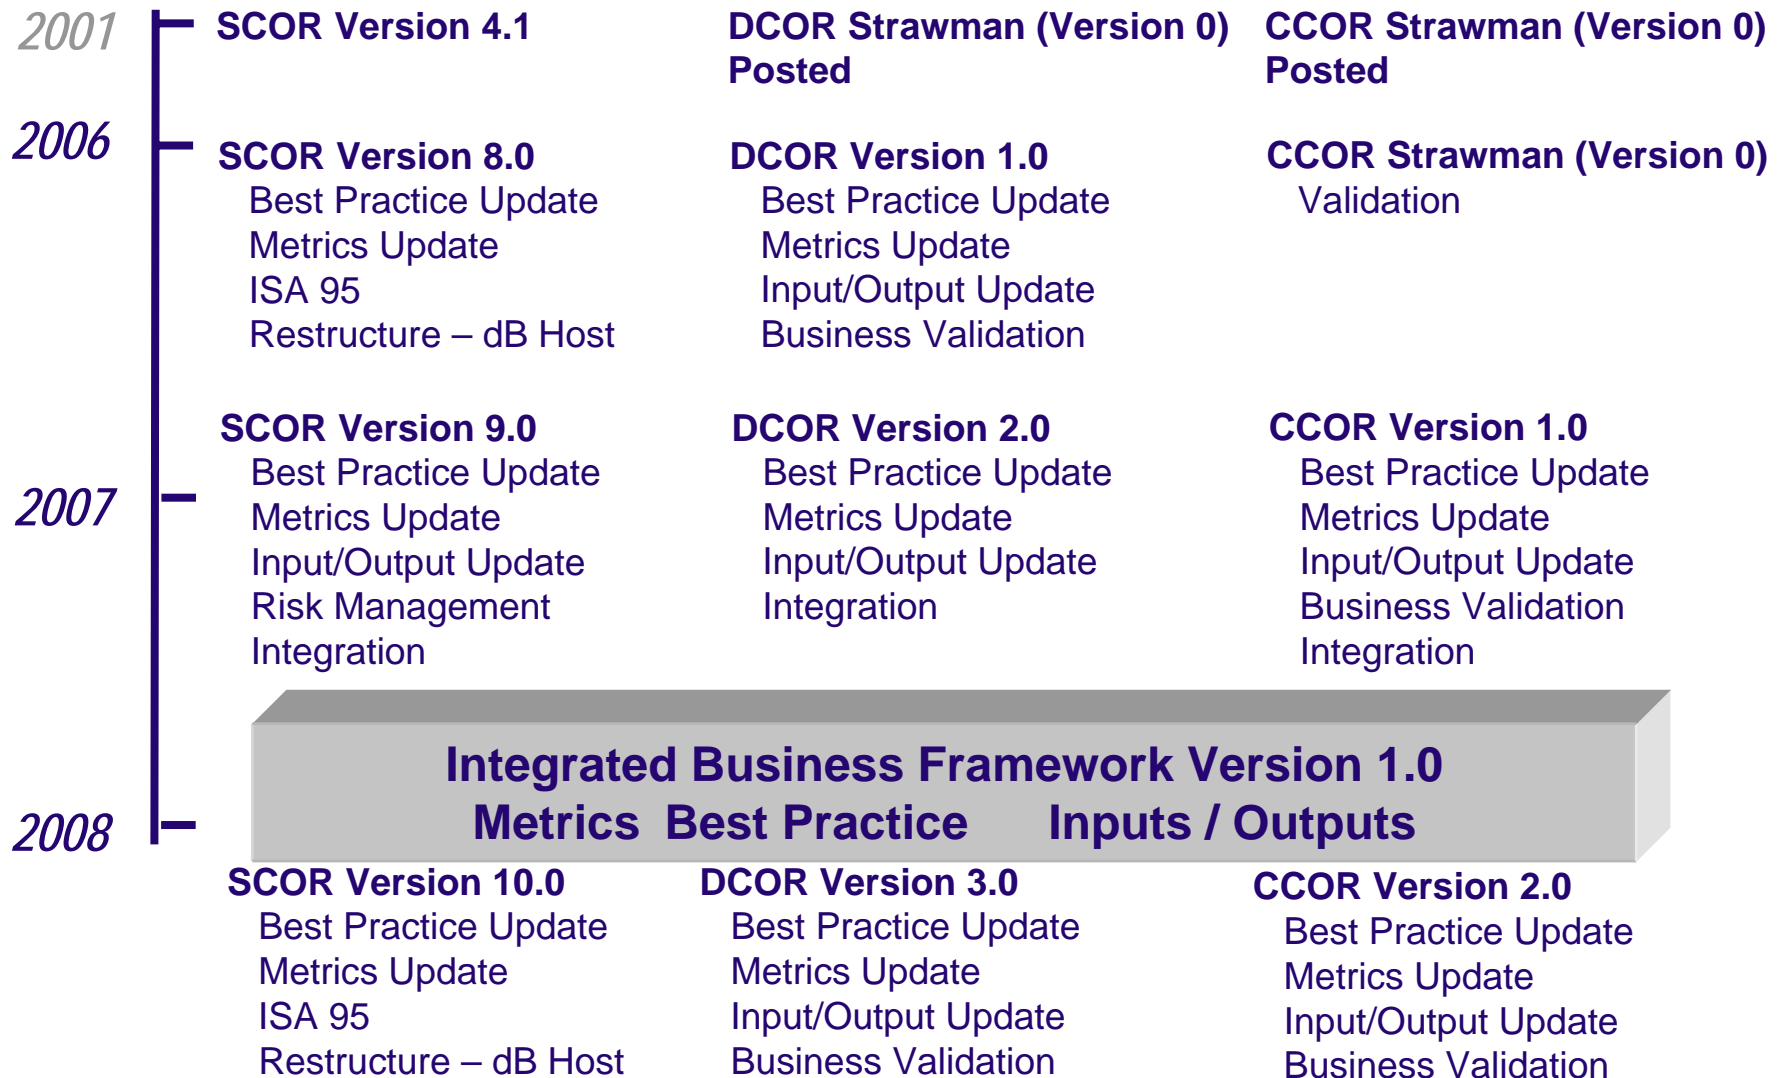 2001
SCOR Version 4.1
DCOR Strawman (Version 0)
Posted
CCOR Strawman (Version 0)
Posted
2006
SCOR Version 8.0
Best Practice Update
Metrics Update
ISA 95
Restructure – dB Host
DCOR Version 1.0
Best Practice Update
Metrics Update
Input/Output Update
Business Validation
CCOR Strawman (Version 0)
Validation
2007
SCOR Version 9.0
Best Practice Update
Metrics Update
Input/Output Update
Risk Management
Integration
DCOR Version 2.0
Best Practice Update
Metrics Update
Input/Output Update
Integration
CCOR Version 1.0
Best Practice Update
Metrics Update
Input/Output Update
Business Validation
Integration
Integrated Business Framework Version 1.0
Metrics Best Practice Inputs / Outputs
2008
SCOR Version 10.0
Best Practice Update
Metrics Update
ISA 95
Restructure – dB Host
DCOR Version 3.0
Best Practice Update
Metrics Update
Input/Output Update
Business Validation
CCOR Version 2.0
Best Practice Update
Metrics Update
Input/Output Update
Business Validation